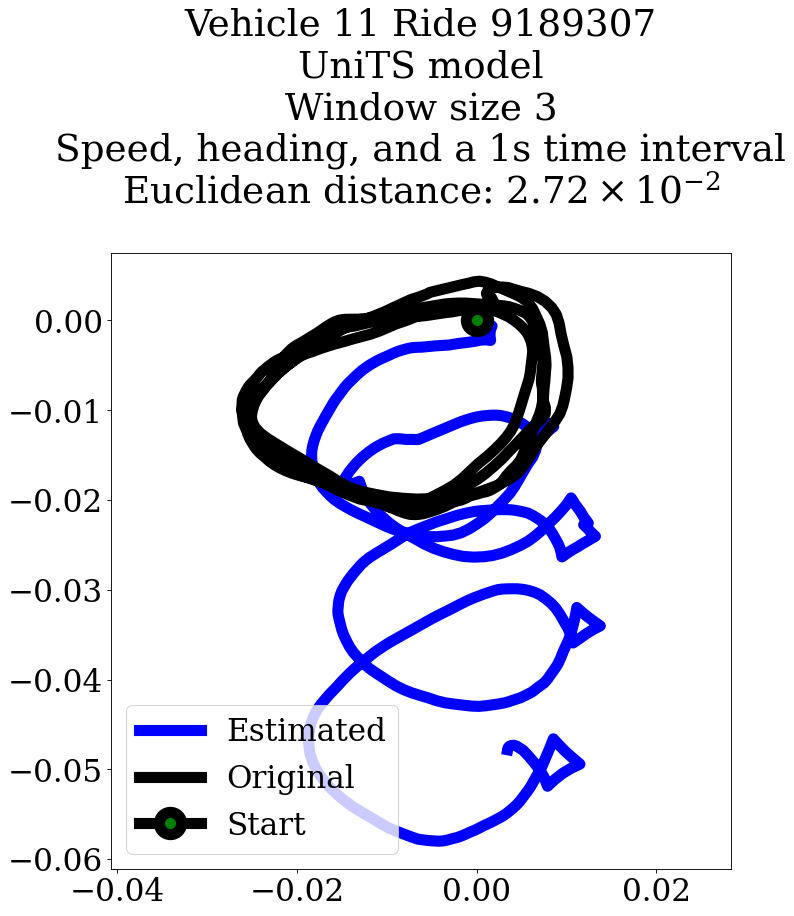 Vehicle 11 Ride 9189307
UniTS model
Window size 3
Speed, heading, and a 1s time interval
Euclidean distance: 2.72 × 10⁻²
0.00
−0.01
−0.02
−0.03
−0.04
−0.05
−0.06
Estimated
Original
Start
−0.04
−0.02
0.00
0.02